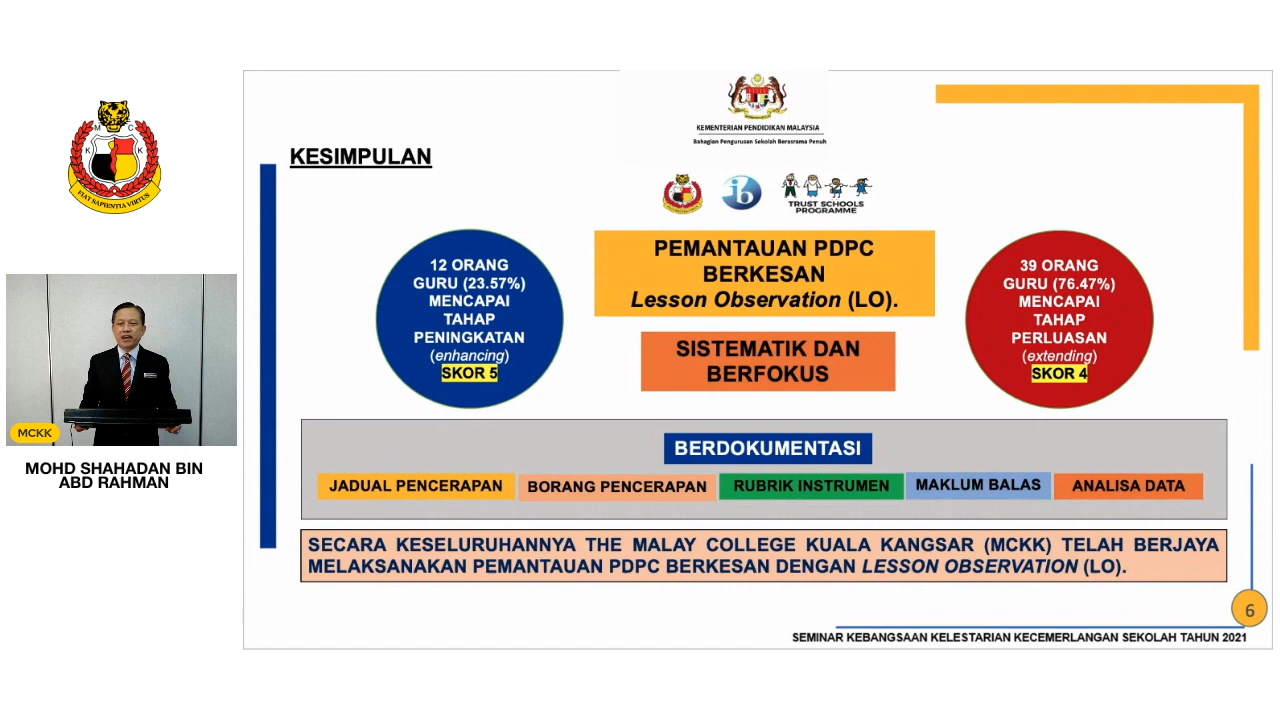 M C
K K
FIAT SAPIENTIA VIRTUS
MCKK
MOHD SHAHADAN BIN
ABD RAHMAN
KEMENTERIAN PENDIDIKAN MALAYSIA
Bahagian Pengurusan Sekolah Berasrama Penuh
KESIMPULAN
ib
TRUST SCHOOLS
PROGRAMME
12 ORANG
GURU (23.57%)
MENCAPAI
TAHAP
PENINGKATAN
(enhancing)
SKOR 5
PEMANTAUAN PDPC
BERKESAN
Lesson Observation (LO).
SISTEMATIK DAN
BERFOKUS
39 ORANG
GURU (76.47%)
MENCAPAI
TAHAP
PERLUASAN
(extending)
SKOR 4
BERDOKUMENTASI
JADUAL PENCERAPAN
BORANG PENCERAPAN
RUBRIK INSTRUMEN
MAKLUM BALAS
ANALISA DATA
SECARA KESELURUHANNYA THE MALAY COLLEGE KUALA KANGSAR (MCKK) TELAH BERJAYA
MELAKSANAKAN PEMANTAUAN PDPC BERKESAN DENGAN LESSON OBSERVATION (LO).
6
SEMINAR KEBANGSAAN KELESTARIAN KECEMERLANGAN SEKOLAH TAHUN 2021